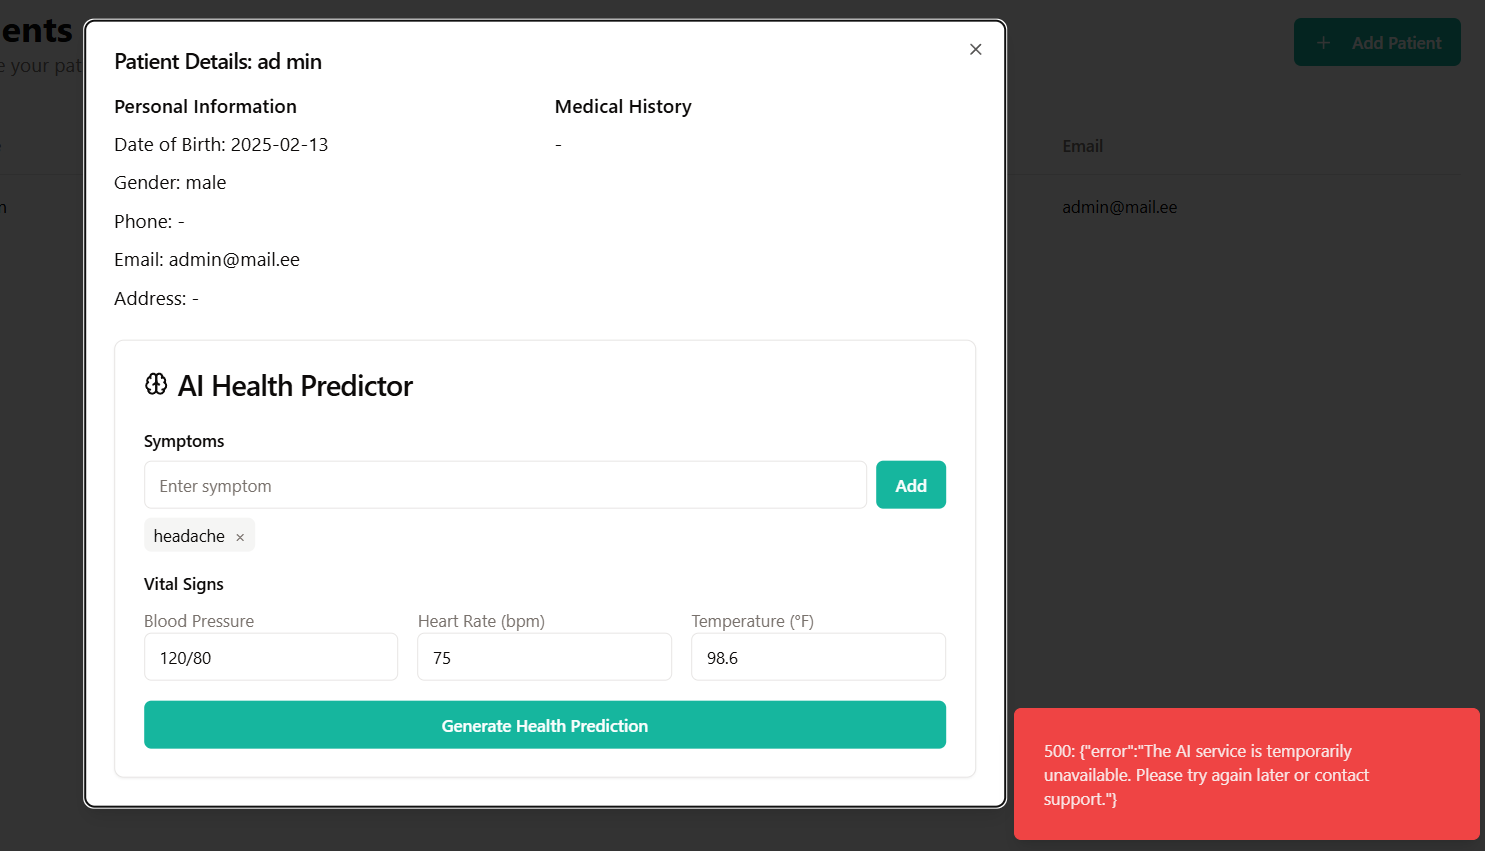 ents
e your pat
Add Patient
Email
admin@mail.ee
Patient Details: ad min
Personal Information
Date of Birth: 2025-02-13
Gender: male
Phone: -
Email: admin@mail.ee
Address: -
Medical History
-
AI Health Predictor
Symptoms
Enter symptom
Add
headache ×
Vital Signs
Blood Pressure
120/80
Heart Rate (bpm)
75
Temperature (°F)
98.6
Generate Health Prediction
500: {"error":"The AI service is temporarily
unavailable. Please try again later or contact
support."}